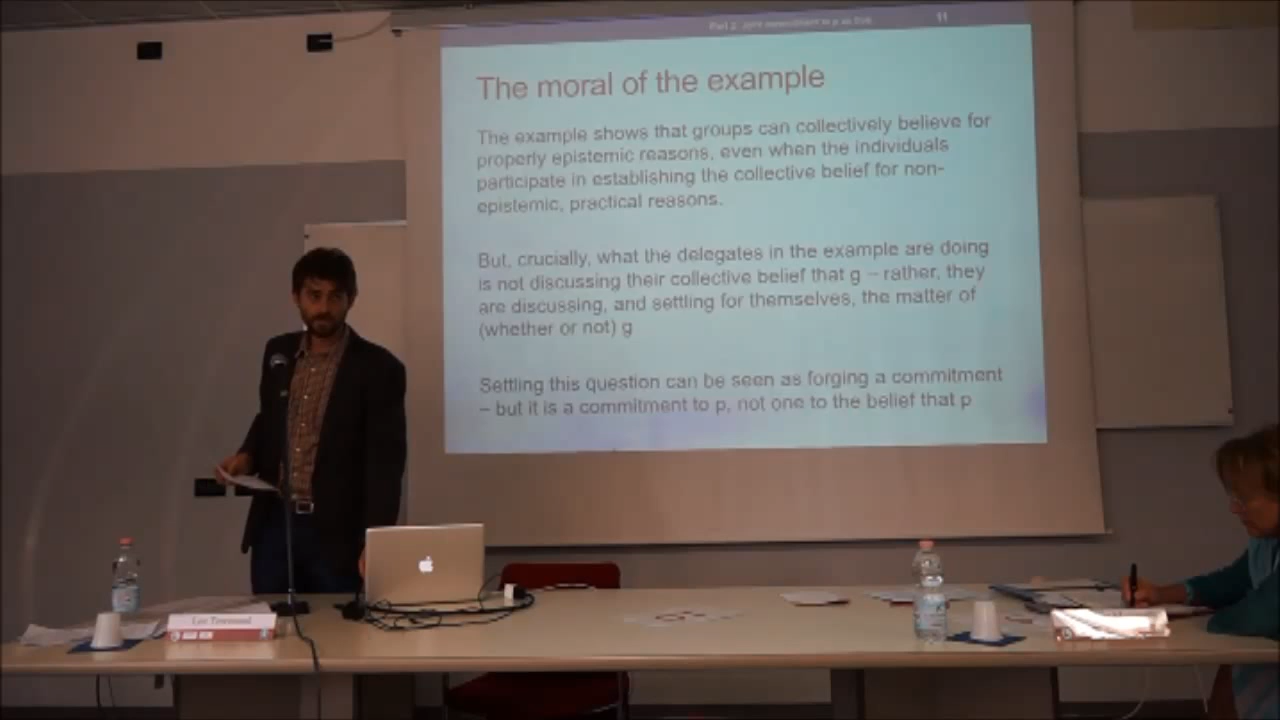 11
The moral of the example
The example shows that groups can collectively believe for
properly epistemic reasons, even when the individuals
participate in establishing the collective belief for non-
epistemic, practical reasons.
But, crucially, what the delegates in the example are doing
is not discussing their collective belief that g – rather, they
are discussing, and settling for themselves, the matter of
(whether or not) g
Settling this question can be seen as forging a commitment
– but it is a commitment to p, not one to the belief that p
Townsend